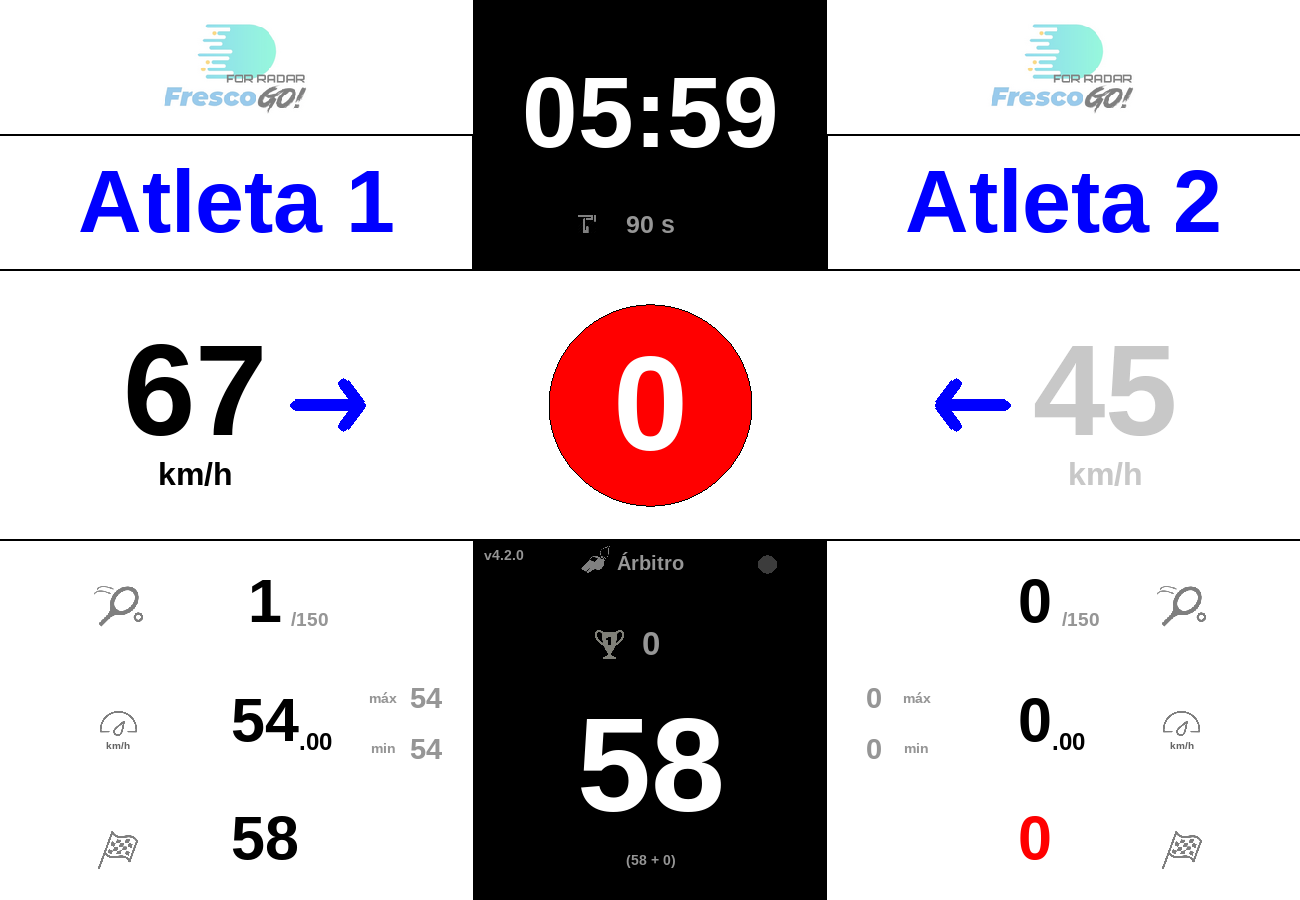 FOR RADAR
FrescoGO!
05:59
90 s
FOR RADAR
FrescoGO!
Atleta 1
Atleta 2
67
km/h
0
45
km/h
v4.2.0
Árbitro
1 /150
0 /150
1
0
54.00
máx 54
min 54
58
0 máx
0 min
0.00
km/h
km/h
58
(58 + 0)
0